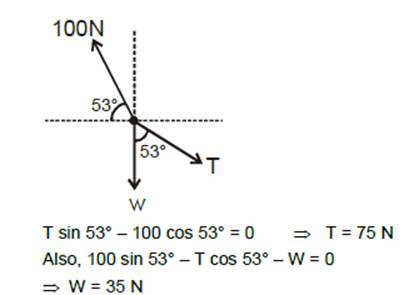 100N
53°
53°
T
W
T sin 53° – 100 cos 53° = 0 ⇒ T = 75 N
Also, 100 sin 53° – T cos 53° – W = 0
⇒ W = 35 N